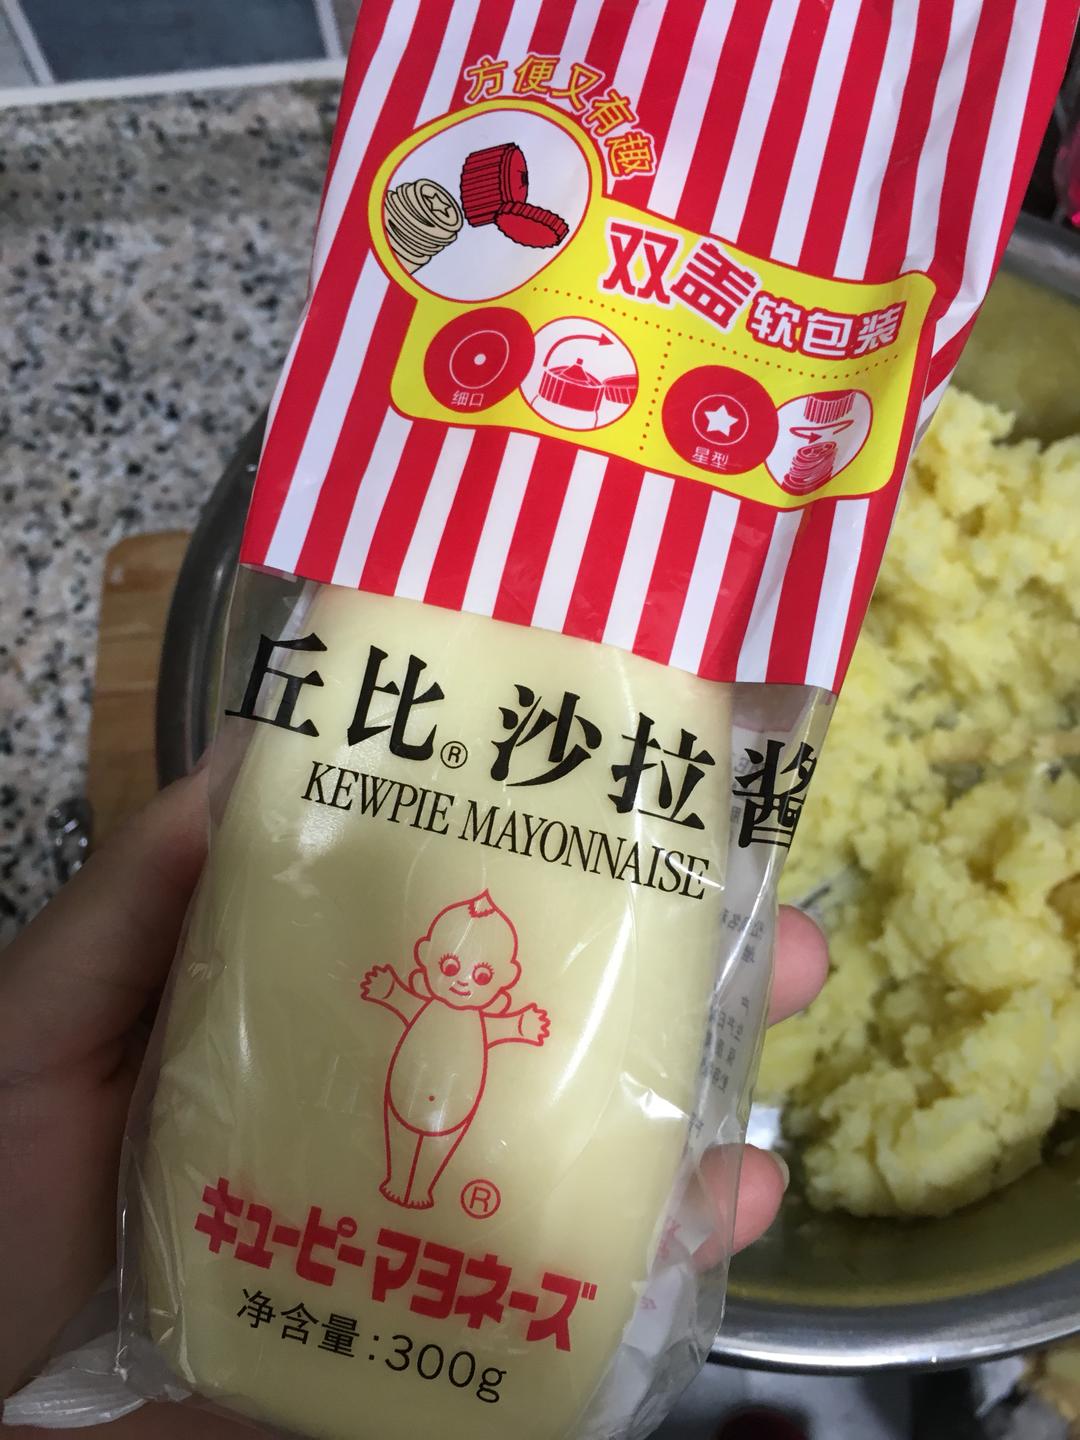 方便又有趣
双盖软包装
细口
星型
丘比®沙拉酱
KEWPIE MAYONNAISE
®
キユーピーマヨネーズ
净含量:300g